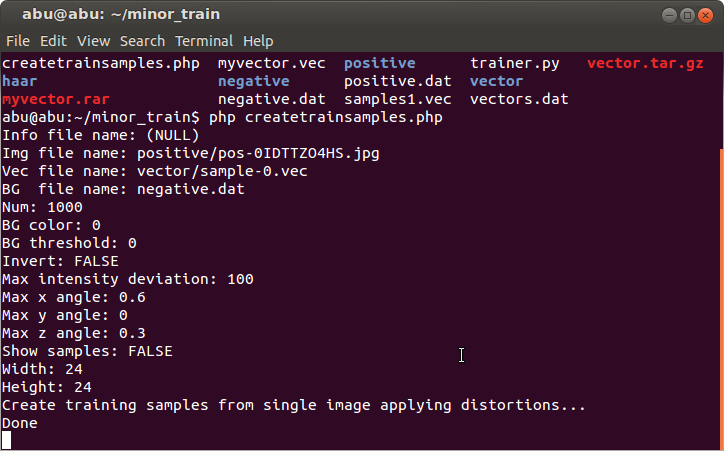 abu@abu: ~/minor_train
File Edit View Search Terminal Help
createtrainsamples.php myvector.vec positive trainer.py vector.tar.gz
haar negative positive.dat vector
myvector.rar negative.dat samples1.vec vectors.dat
abu@abu:~/minor_train$ php createtrainsamples.php
Info file name: (NULL)
Img file name: positive/pos-0IDTTZO4HS.jpg
Vec file name: vector/sample-0.vec
BG  file name: negative.dat
Num: 1000
BG color: 0
BG threshold: 0
Invert: FALSE
Max intensity deviation: 100
Max x angle: 0.6
Max y angle: 0
Max z angle: 0.3
Show samples: FALSE
Width: 24
Height: 24
Create training samples from single image applying distortions...
Done